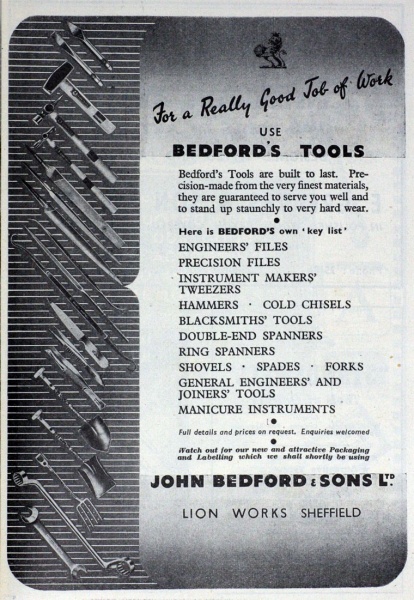 For a Really Good Job of Work
USE
BEDFORD'S TOOLS
Bedford's Tools are built to last. Pre-
cision-made from the very finest materials,
they are guaranteed to serve you well and
to stand up staunchly to very hard wear.
Here is BEDFORD'S own 'key list'
ENGINEERS' FILES
PRECISION FILES
INSTRUMENT MAKERS'
TWEEZERS
HAMMERS · COLD CHISELS
BLACKSMITHS' TOOLS
DOUBLE-END SPANNERS
RING SPANNERS
SHOVELS · SPADES · FORKS
GENERAL ENGINEERS' AND
JOINERS' TOOLS
MANICURE INSTRUMENTS
Full details and prices on request. Enquiries welcomed
Watch out for our new and attractive Packaging
and Labelling which we shall shortly be using
JOHN BEDFORD & SONS LTD
LION WORKS SHEFFIELD